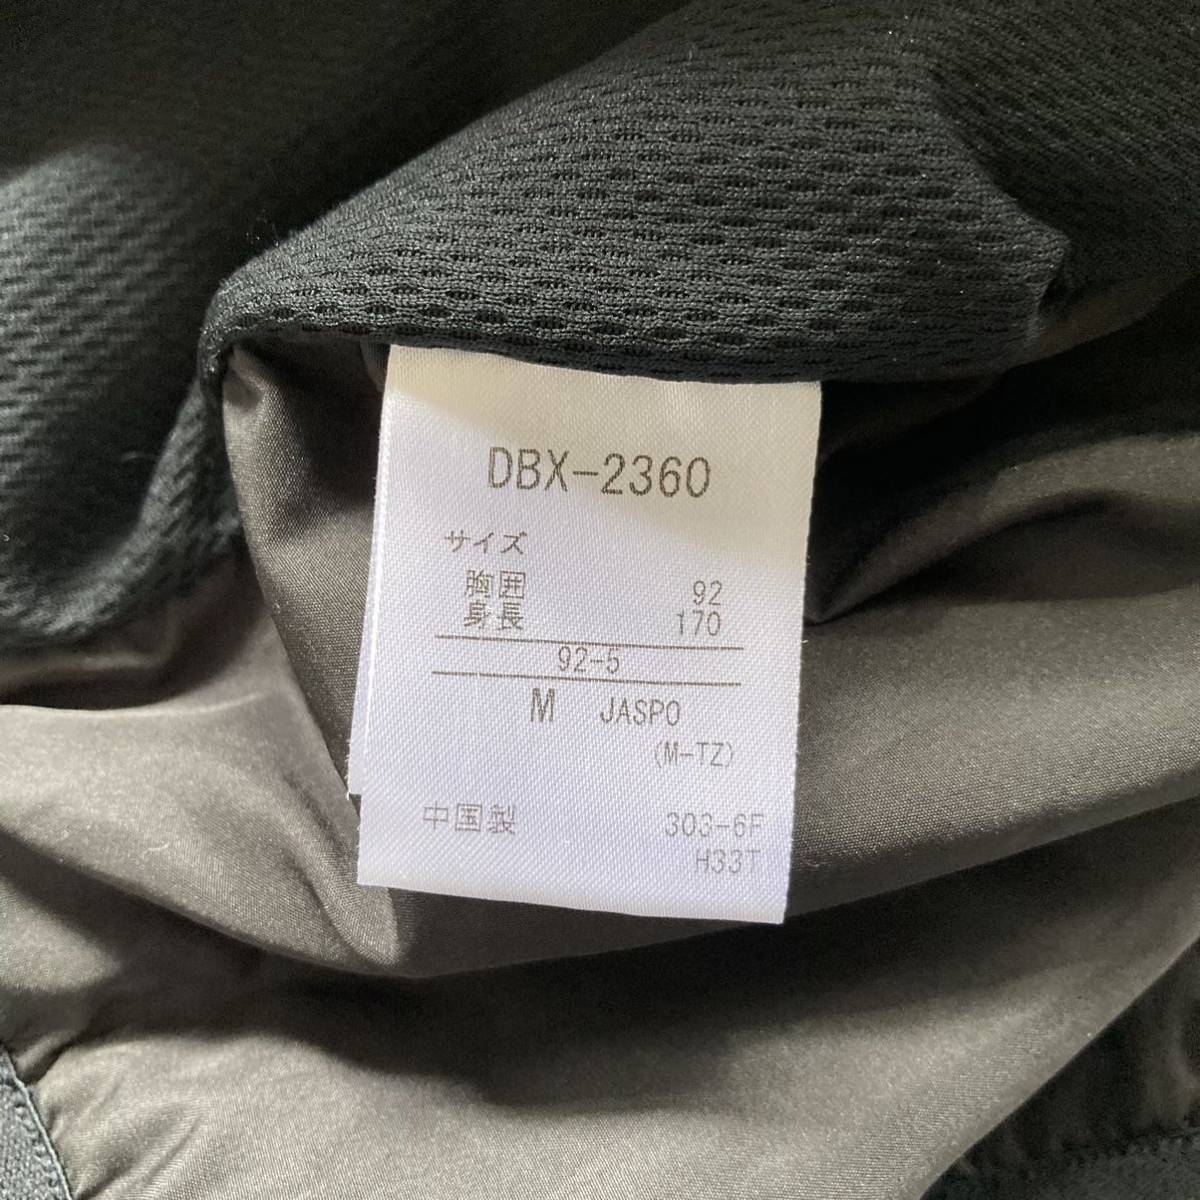 DBX-2360
サイズ
胸囲 92
身長 170
92-5
M JASPO
(M-TZ)
中国製 303-6F
H33T